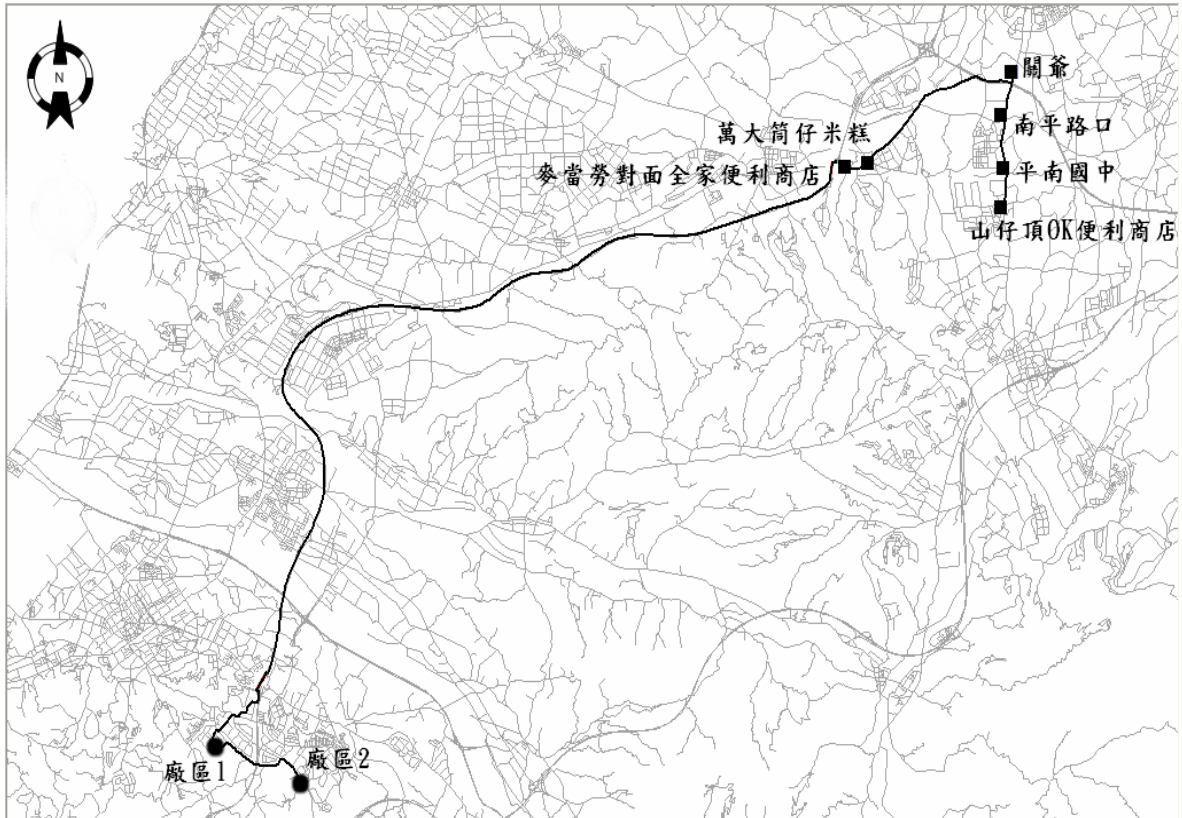 N
關爺
南平路口
萬大筒仔米糕
麥當勞對面全家便利商店
平南國中
山仔頂OK便利商店
廠區1
廠區2